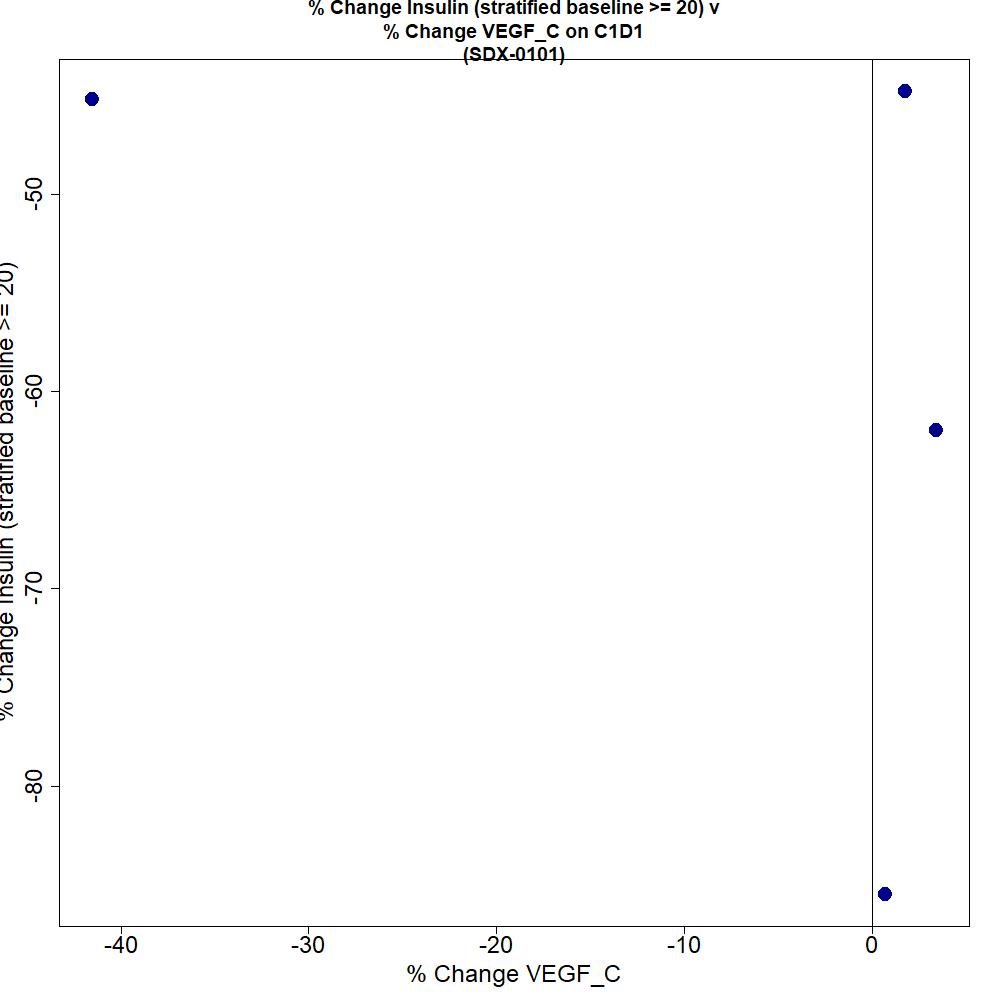 % Change Insulin (stratified baseline >= 20) v
% Change VEGF_C on C1D1
(SDX-0101)
% Change Insulin (stratified baseline >= 20)
-50
-60
-70
-80
-40 -30 -20 -10 0
% Change VEGF_C